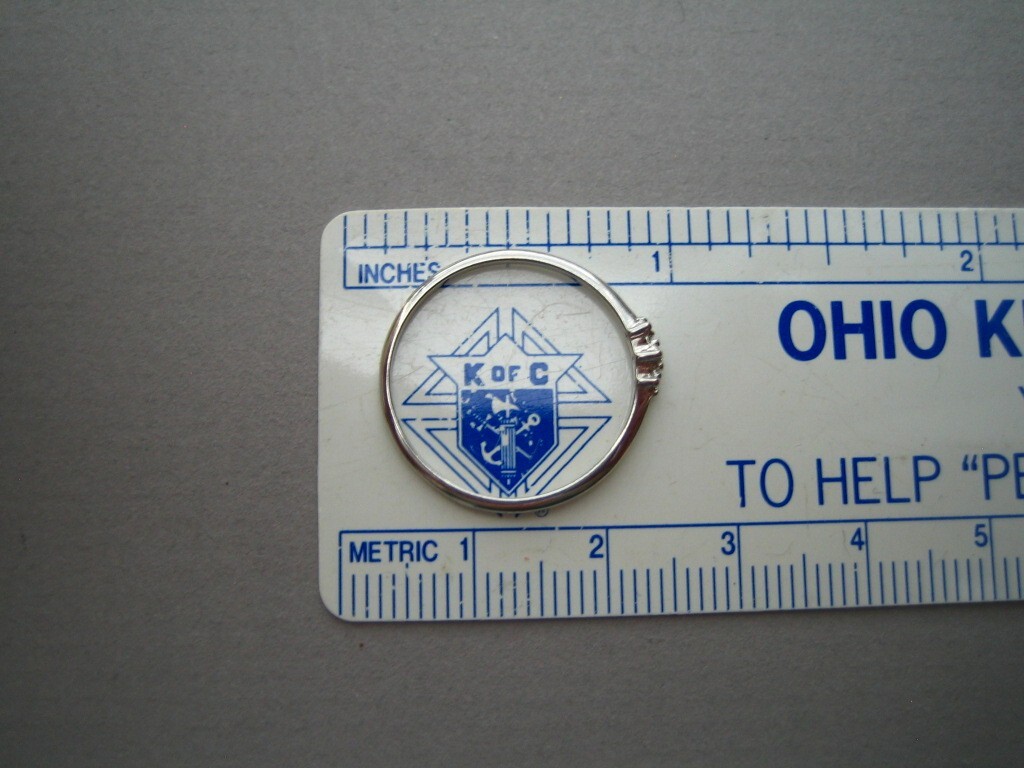 INCHES 1 2
OHIO K
K OF C
TO HELP "PE
METRIC 1 2 3 4 5